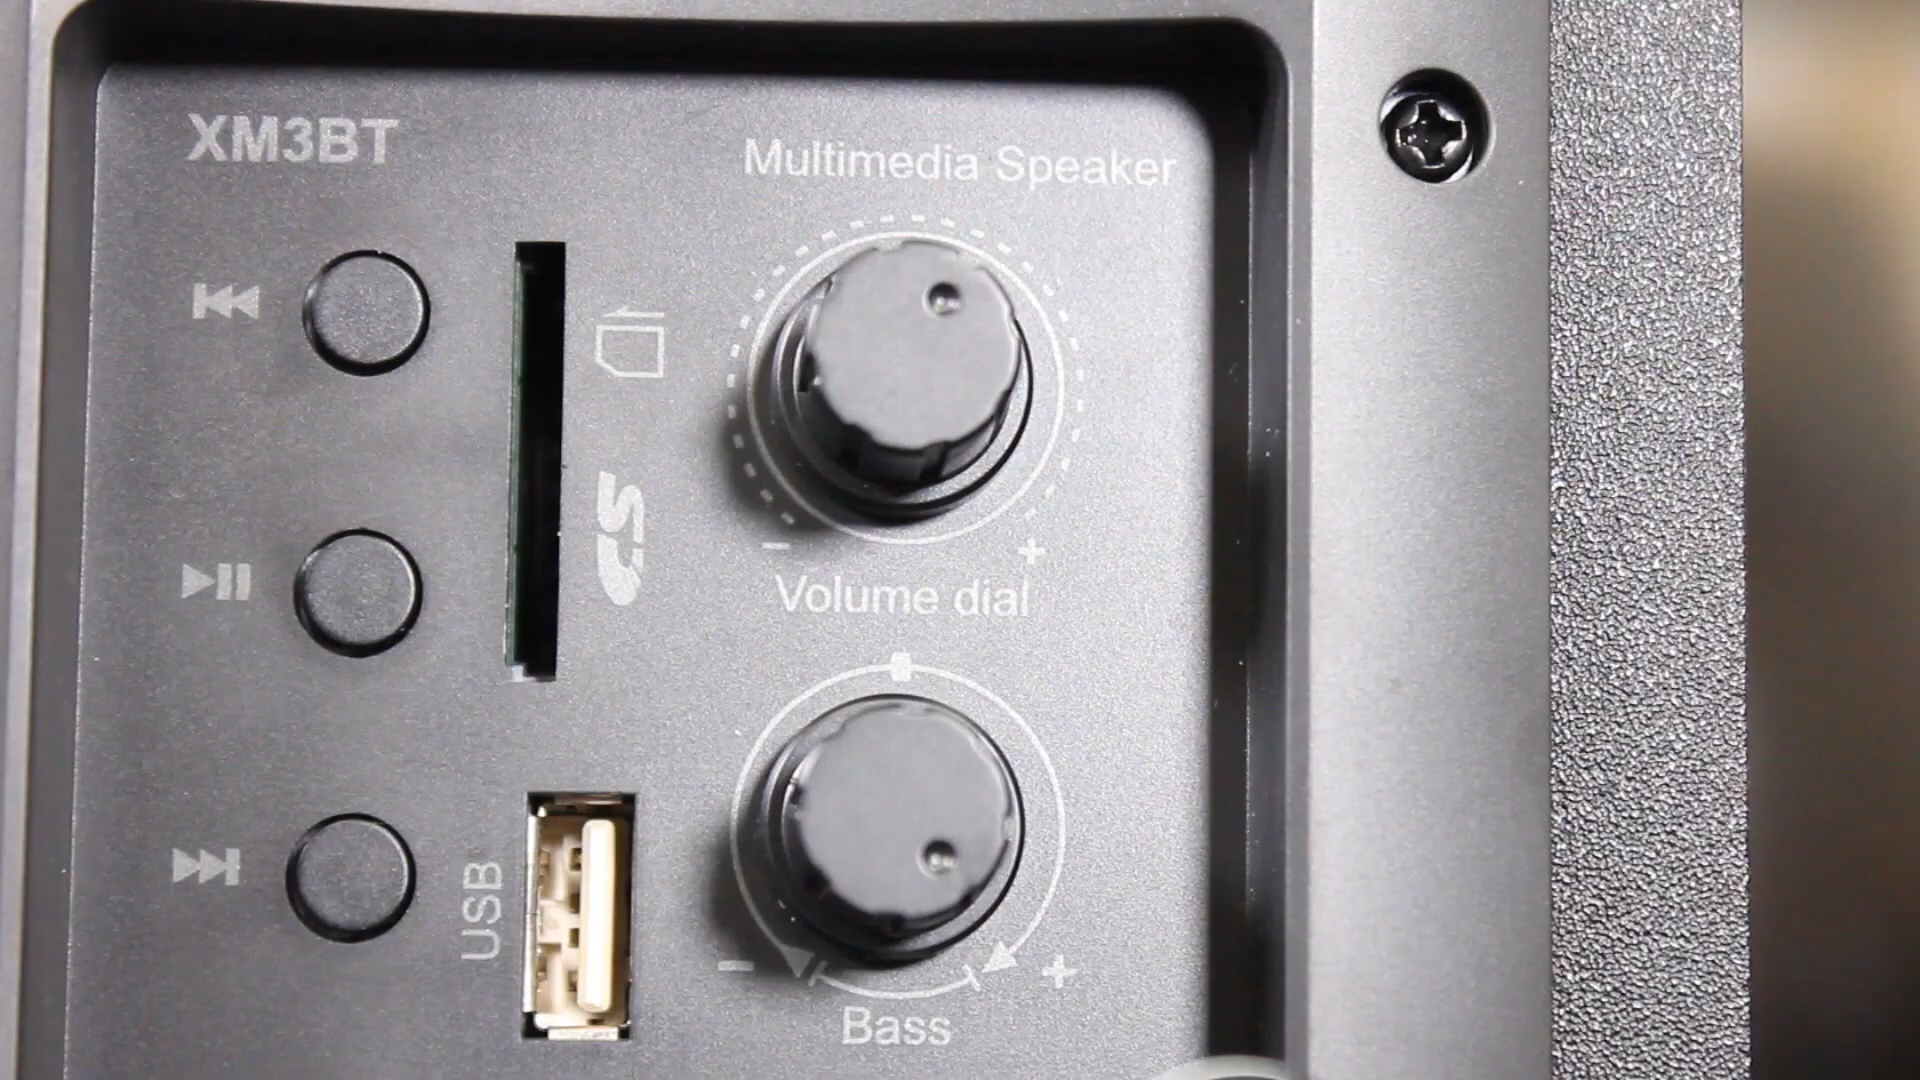 XM3BT
Multimedia Speaker
SD
- +
Volume dial
USB
- +
Bass